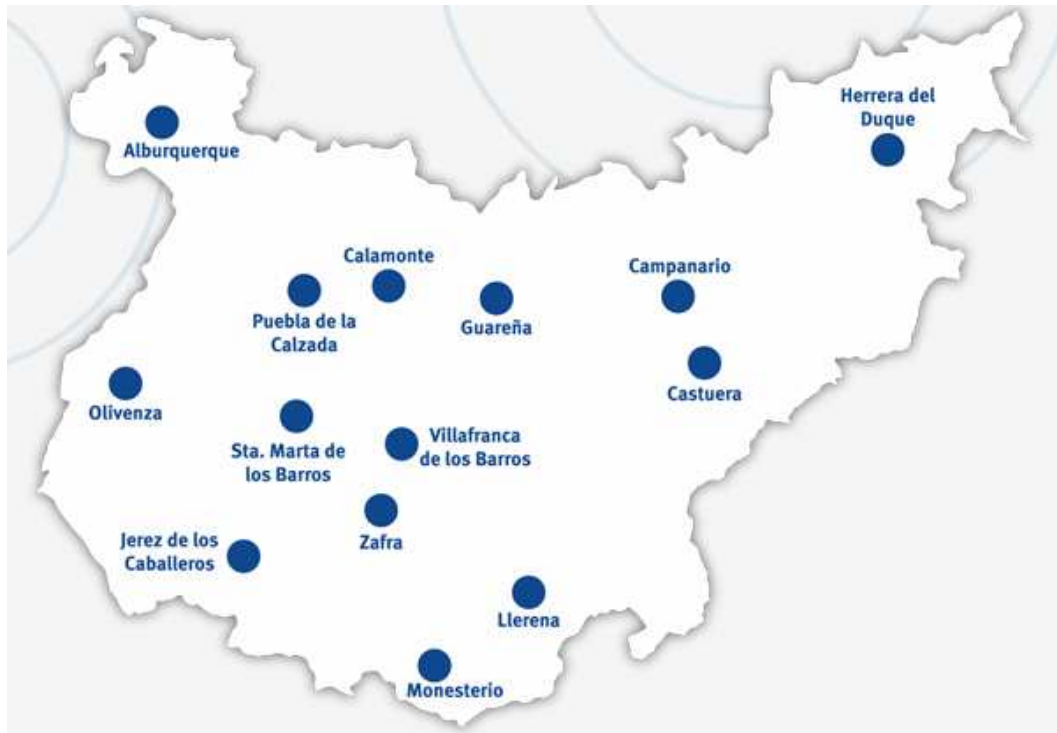 Herrera del
Duque
Alburquerque
Calamonte
Campanario
Puebla de la
Calzada
Guareña
Castuera
Olivenza
Sta. Marta de
los Barros
Villafranca
de los Barros
Zafra
Jerez de los
Caballeros
Llerena
Monesterio